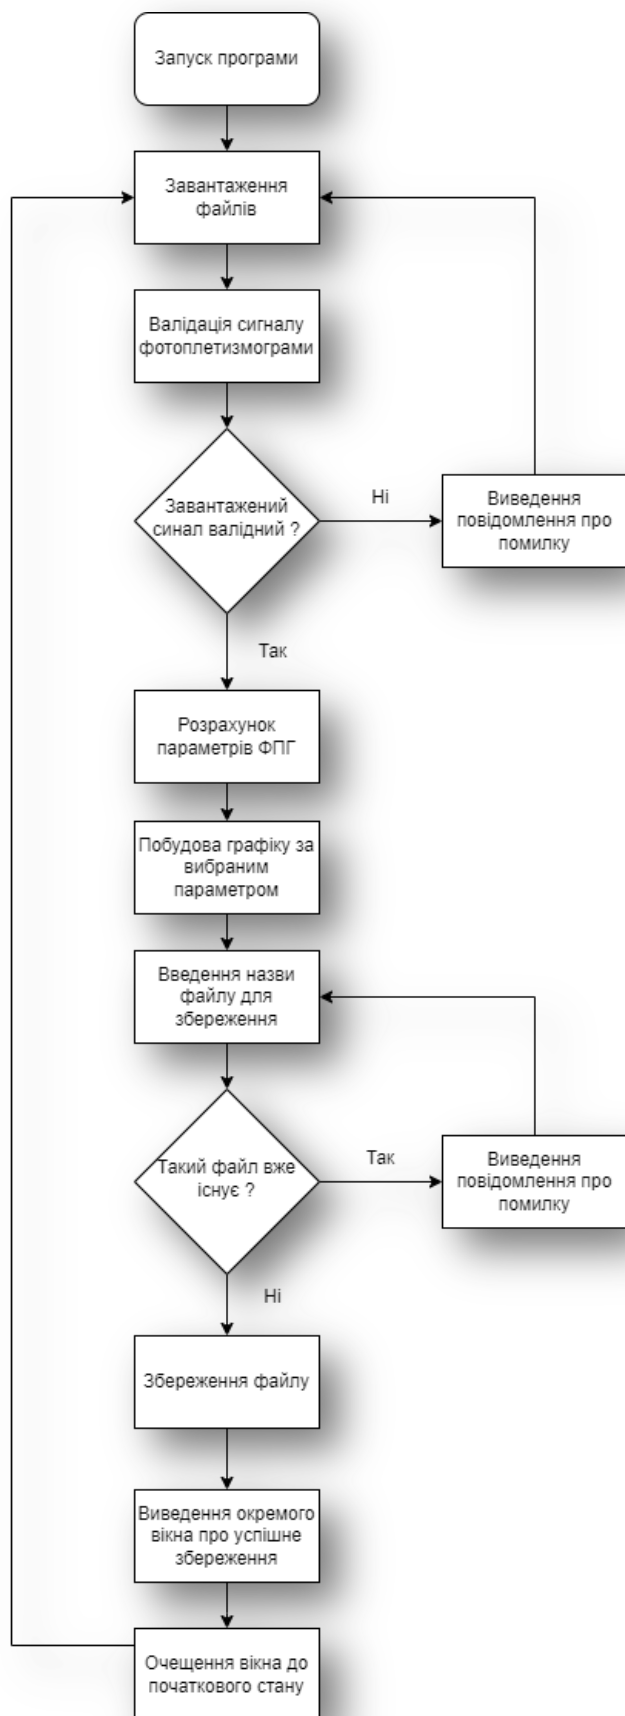 Запуск програми
Завантаження
файлів
Валідація сигналу
фотоплетизмограми
Завантажений
синал валідний ?
Ні
Виведення
повідомлення про
помилку
Так
Розрахунок
параметрів ФПГ
Побудова графіку за
вибраним
параметром
Введення назви
файлу для
збереження
Такий файл вже
існує ?
Так
Виведення
повідомлення про
помилку
Ні
Збереження файлу
Виведення окремого
вікна про успішне
збереження
Очещення вікна до
початкового стану